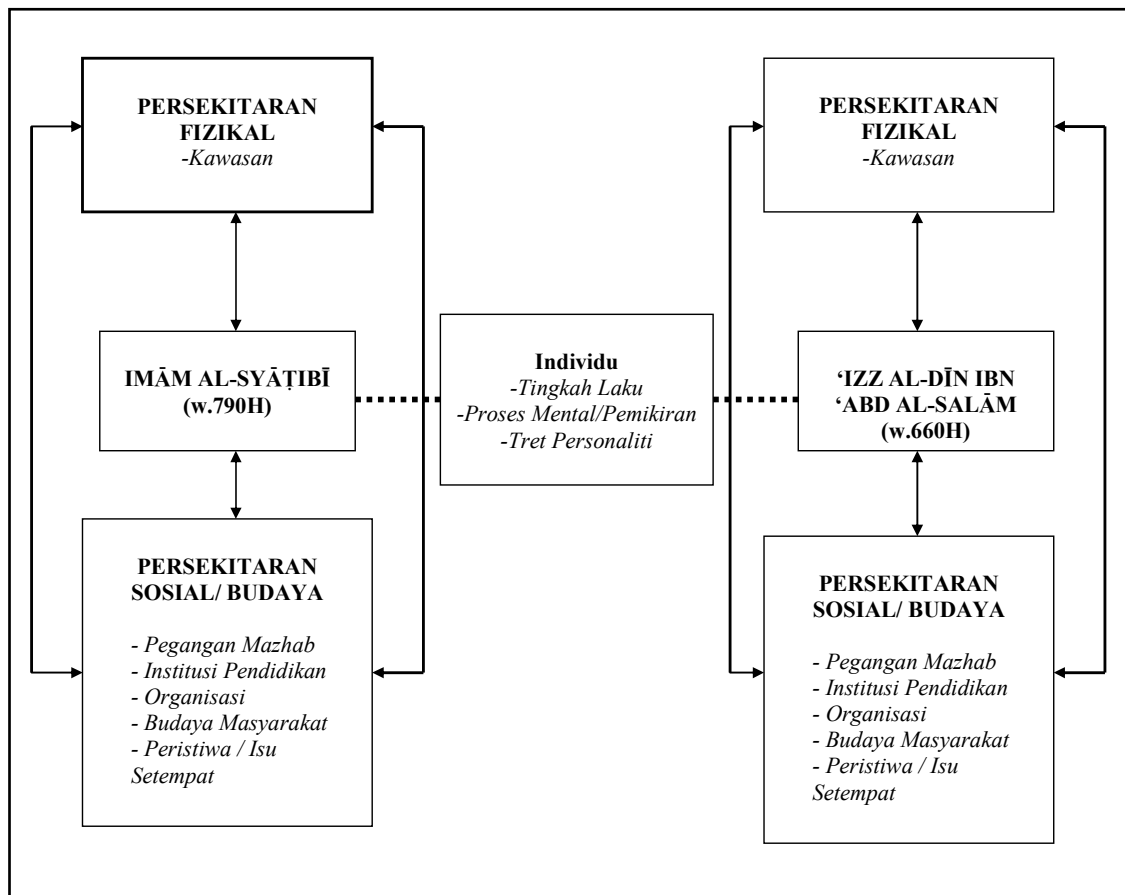 PERSEKITARAN
FIZIKAL
-Kawasan
IMĀM AL-SYĀṬIBĪ
(w.790H)
PERSEKITARAN
SOSIAL/ BUDAYA
- Pegangan Mazhab
- Institusi Pendidikan
- Organisasi
- Budaya Masyarakat
- Peristiwa / Isu
Setempat
Individu
-Tingkah Laku
-Proses Mental/Pemikiran
-Tret Personaliti
PERSEKITARAN
FIZIKAL
-Kawasan
‘IZZ AL-DĪN IBN
‘ABD AL-SALĀM
(w.660H)
PERSEKITARAN
SOSIAL/ BUDAYA
- Pegangan Mazhab
- Institusi Pendidikan
- Organisasi
- Budaya Masyarakat
- Peristiwa / Isu
Setempat